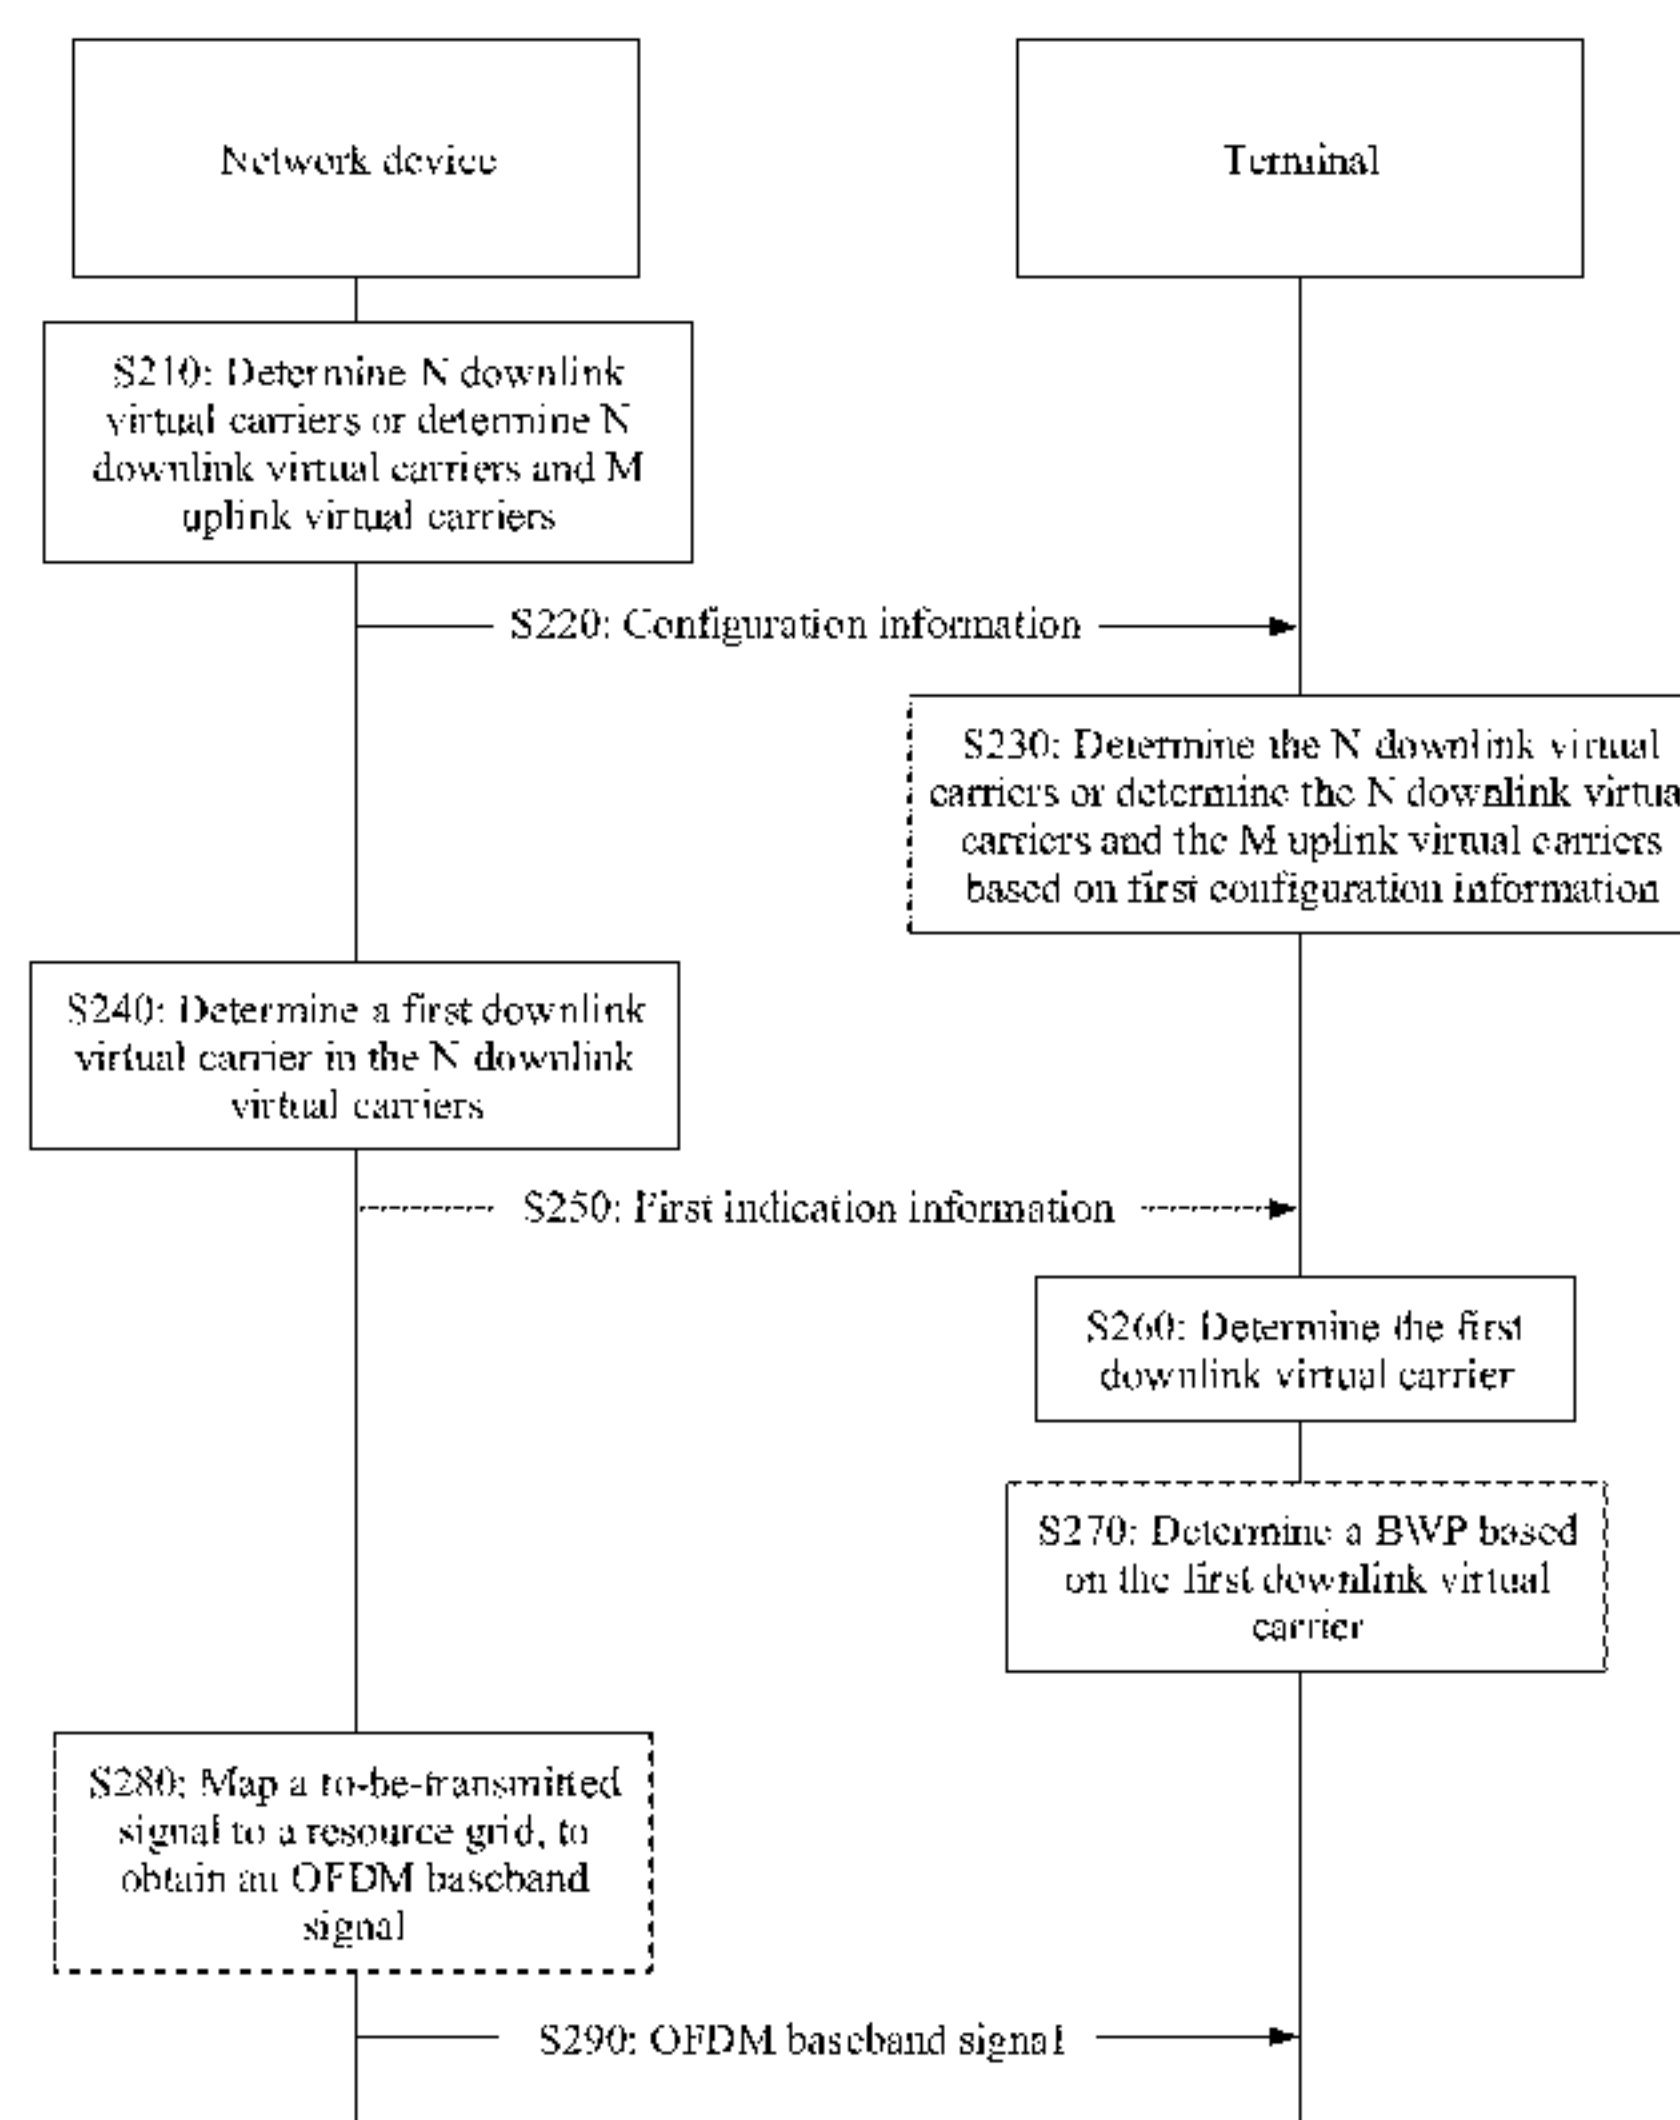 Network device
Terminal
S210: Determine N downlink
virtual carriers or determine N
downlink virtual carriers and M
uplink virtual carriers
S220: Configuration information
S230: Determine the N downlink virtual
carriers or determine the N downlink virtua
carriers and the M uplink virtual carriers
based on first configuration information
S240: Determine a first downlink
virtual carrier in the N downlink
virtual carriers
S250: First indication information
S260: Determine the first
downlink virtual carrier
S270: Determine a BWP based
on the first downlink virtual
carrier
S280: Map a to-be-transmitted
signal to a resource grid, to
obtain an OFDM baseband
signal
S290: OFDM baseband signal